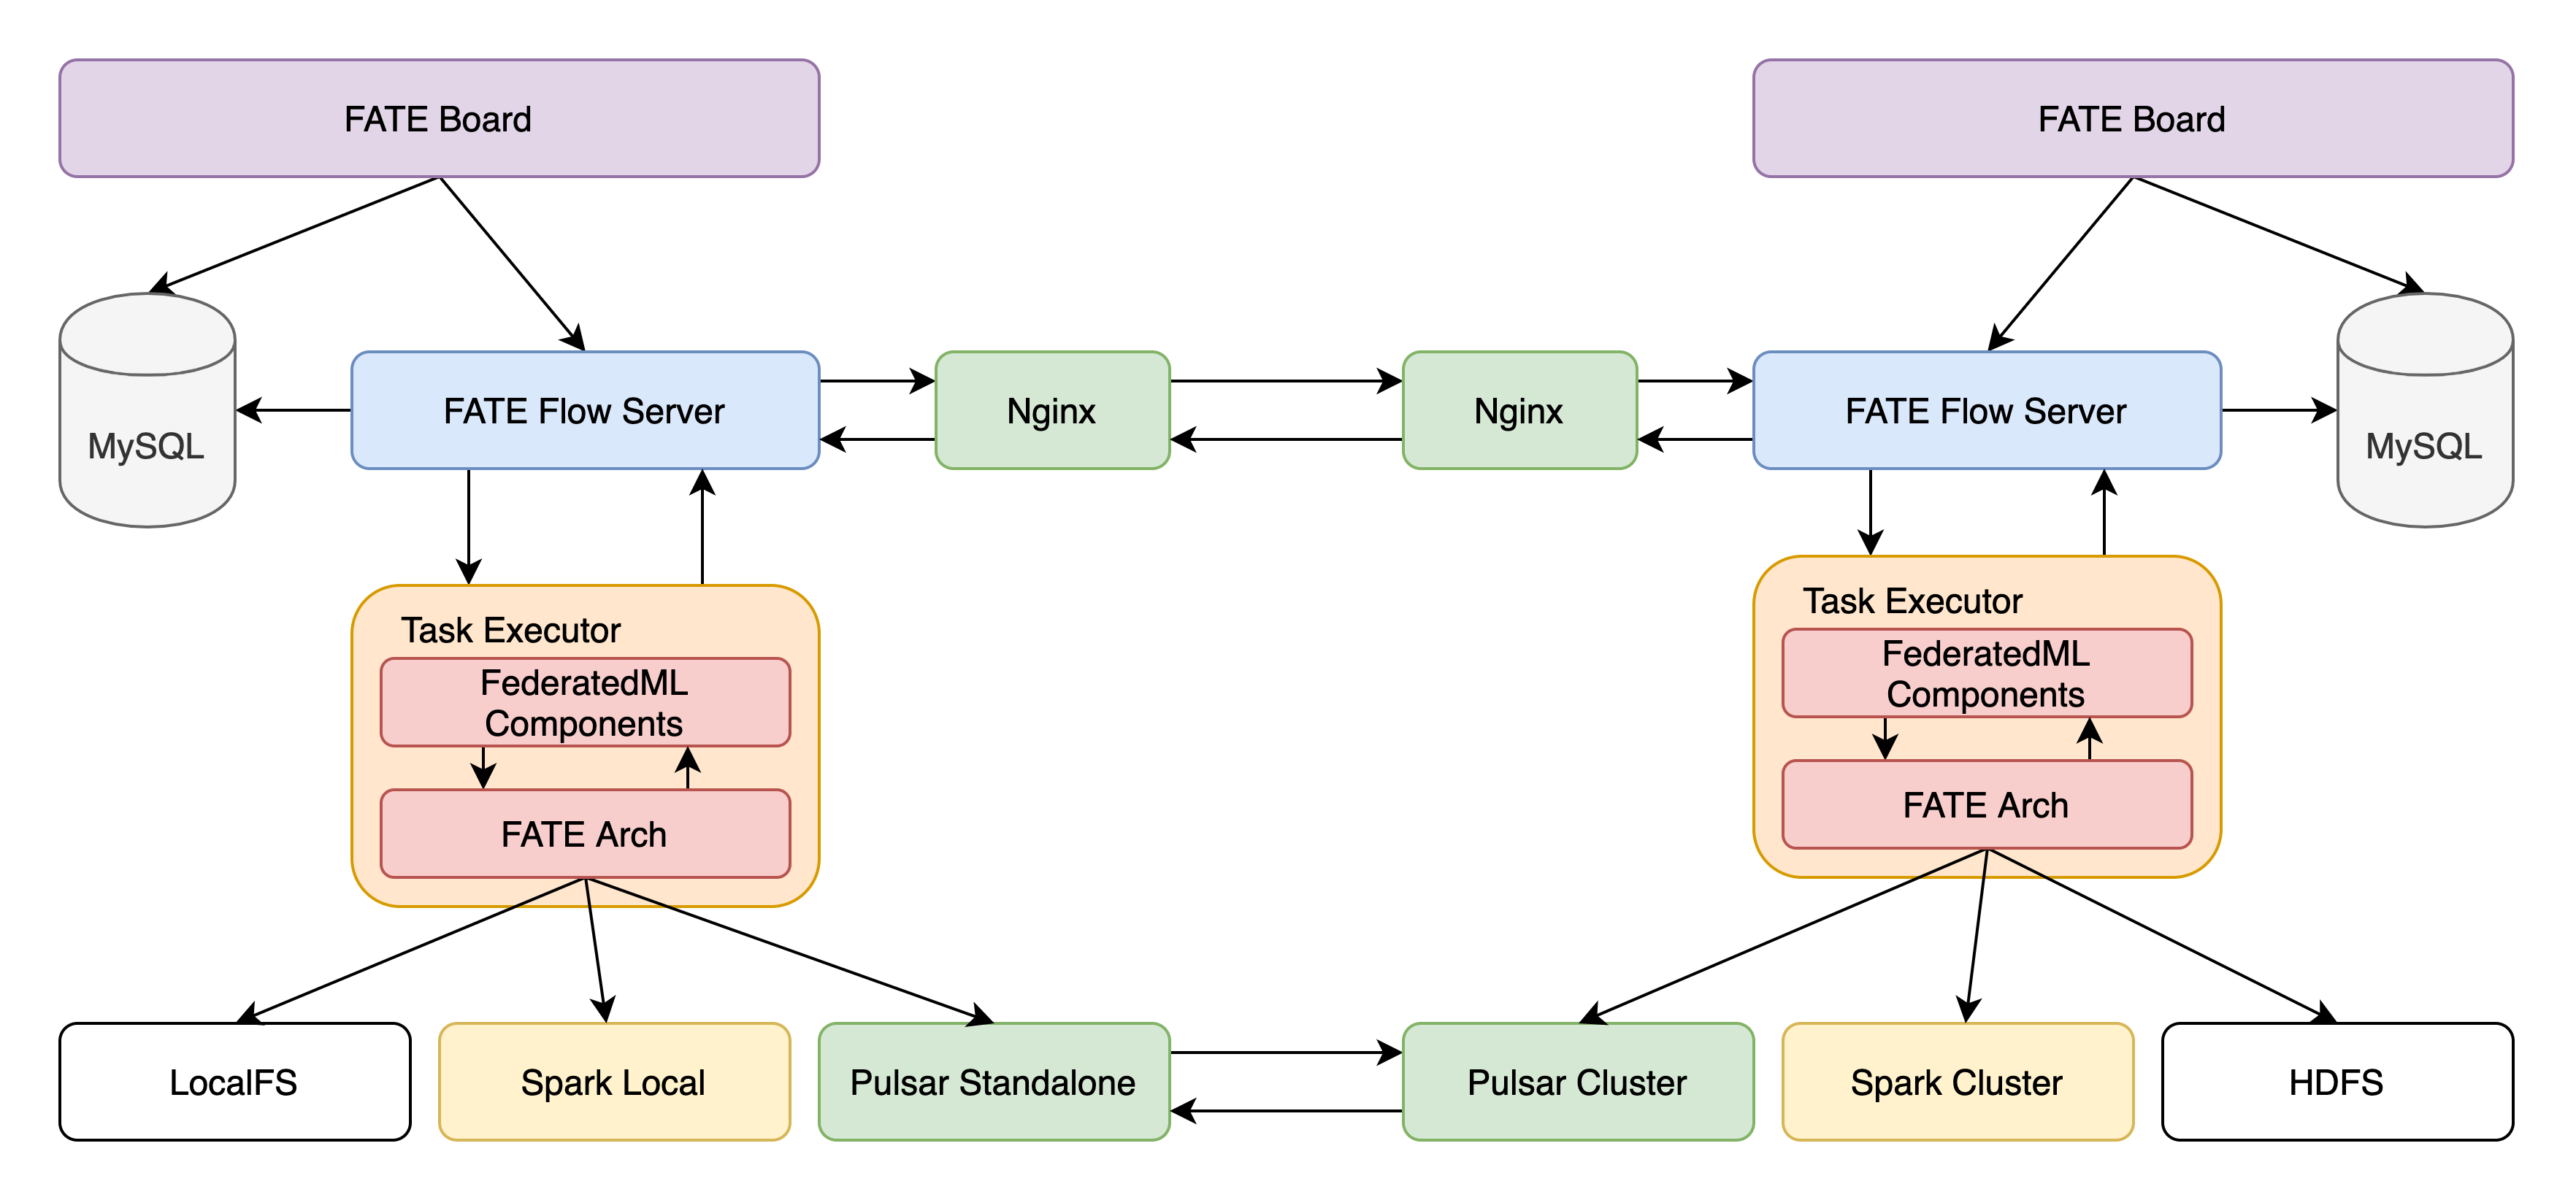 FATE Board
FATE Board
MySQL
FATE Flow Server
Nginx
Nginx
FATE Flow Server
MySQL
Task Executor
FederatedML
Components
FATE Arch
Task Executor
FederatedML
Components
FATE Arch
LocalFS
Spark Local
Pulsar Standalone
Pulsar Cluster
Spark Cluster
HDFS